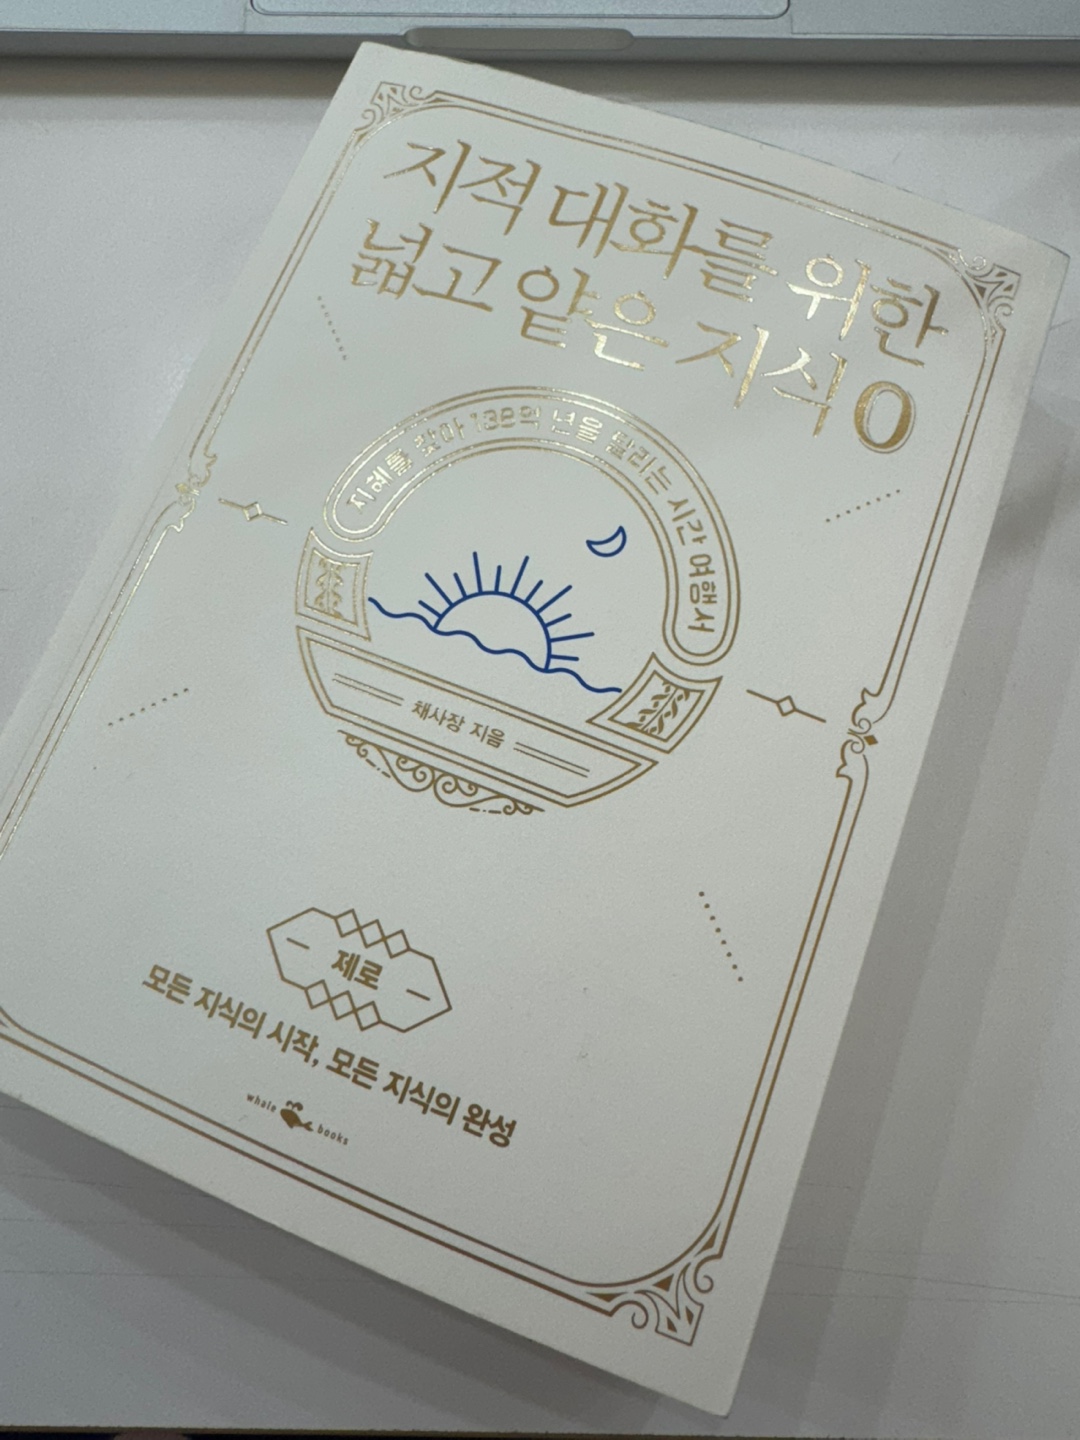 지적 대화를 위한
넓고 얕은 지식 0
지혜를 찾아 138억 년을 달리는 시간 여행서
채사장 지음
제로
모든 지식의 시작, 모든 지식의 완성
whale books